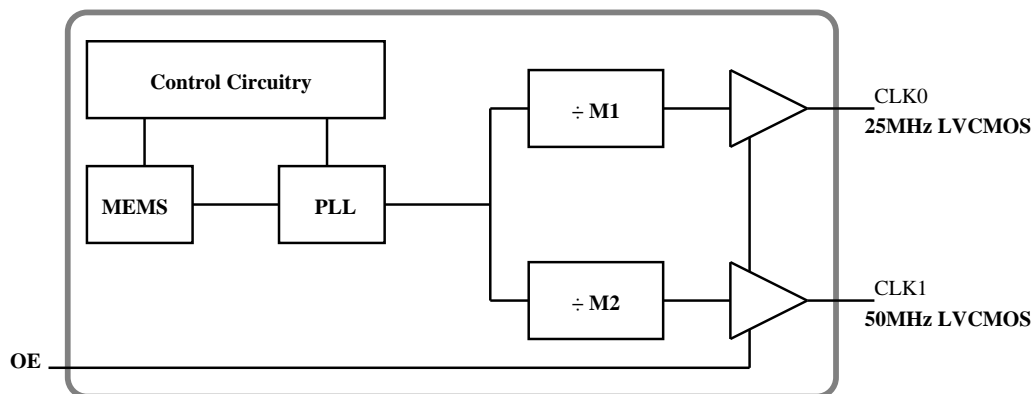 Control Circuitry
MEMS
PLL
÷ M1
÷ M2
CLK0
25MHz LVCMOS
CLK1
50MHz LVCMOS
OE